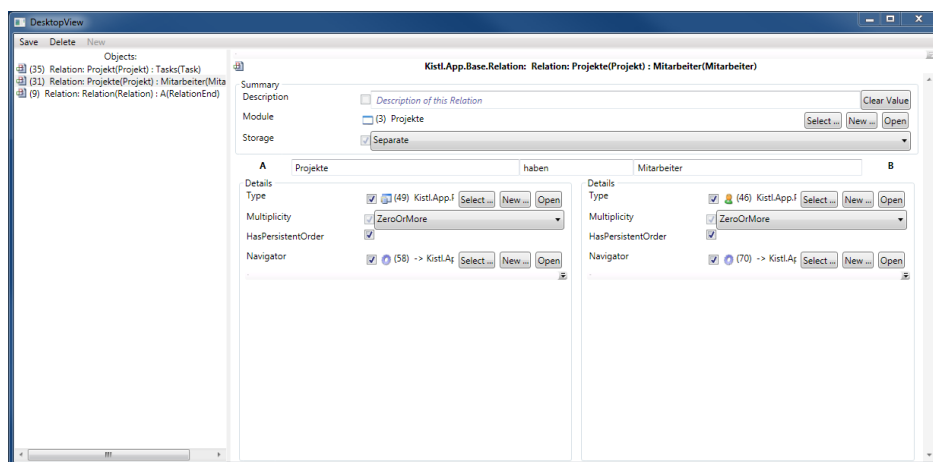 DesktopView
Save Delete New
Objects:
(35) Relation: Projekt(Projekt) : Tasks(Task)
(31) Relation: Projekte(Projekt) : Mitarbeiter(Mita
(9) Relation: Relation(Relation) : A(RelationEnd)
Kistl.App.Base.Relation: Relation: Projekte(Projekt) : Mitarbeiter(Mitarbeiter)
Summary
Description Description of this Relation Clear Value
Module (3) Projekte Select ... New ... Open
Storage Separate
A Projekte haben Mitarbeiter B
Details Details
Type (49) Kistl.App.F Select ... New ... Open Type (46) Kistl.App.F Select ... New ... Open
Multiplicity ZeroOrMore Multiplicity ZeroOrMore
HasPersistentOrder HasPersistentOrder
Navigator (58) -> Kistl.Ap Select ... New ... Open Navigator (70) -> Kistl.Ap Select ... New ... Open